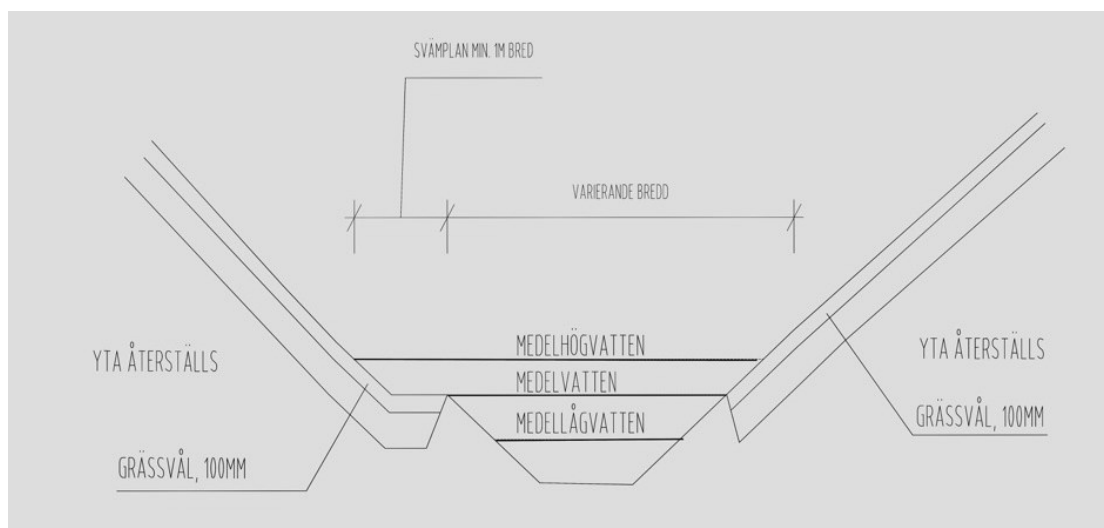 SVÄMPLAN MIN. 1M BRED
VARIERANDE BREDD
MEDELHÖGVATTEN
YTA ÅTERSTÄLLS
YTA ÅTERSTÄLLS
MEDELVATTEN
MEDELLÅGVATTEN
GRÄSSVÅL, 100MM
GRÄSSVÅL, 100MM